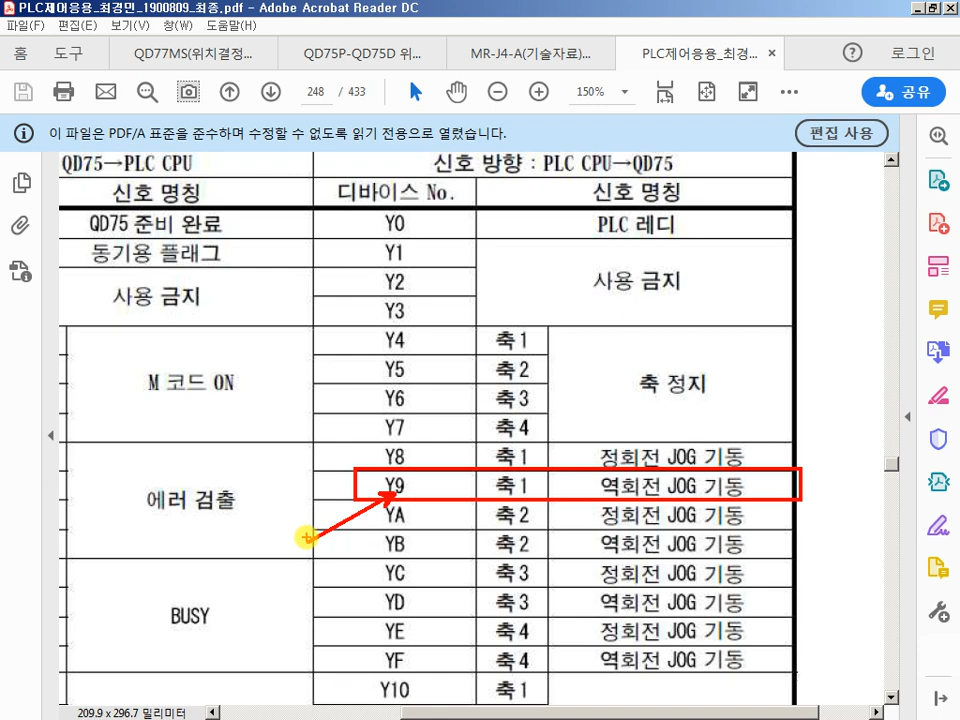 PLC제어응용_최경민_1900809_최종.pdf - Adobe Acrobat Reader DC
파일(F) 편집(E) 보기(V) 창(W) 도움말(H)
홈 도구 QD77MS(위치결정... QD75P-QD75D 위... MR-J4-A(기술자료)... PLC제어응용_최경... × ? 로그인
248 / 433 150% 공유
이 파일은 PDF/A 표준을 준수하며 수정할 수 없도록 읽기 전용으로 열렸습니다. 편집 사용
QD75→PLC CPU 신호 방향 : PLC CPU→QD75
신호 명칭 디바이스 No. 신호 명칭
QD75 준비 완료 Y0 PLC 레디
동기용 플래그 Y1
사용 금지 Y2 사용 금지
Y3
M 코드 ON Y4 축 1 축 정지
Y5 축 2
Y6 축 3
Y7 축 4
에러 검출 Y8 축 1 정회전 JOG 기동
Y9 축 1 역회전 JOG 기동
YA 축 2 정회전 JOG 기동
YB 축 2 역회전 JOG 기동
BUSY YC 축 3 정회전 JOG 기동
YD 축 3 역회전 JOG 기동
YE 축 4 정회전 JOG 기동
YF 축 4 역회전 JOG 기동
Y10 축 1
209.9 x 296.7 밀리미터